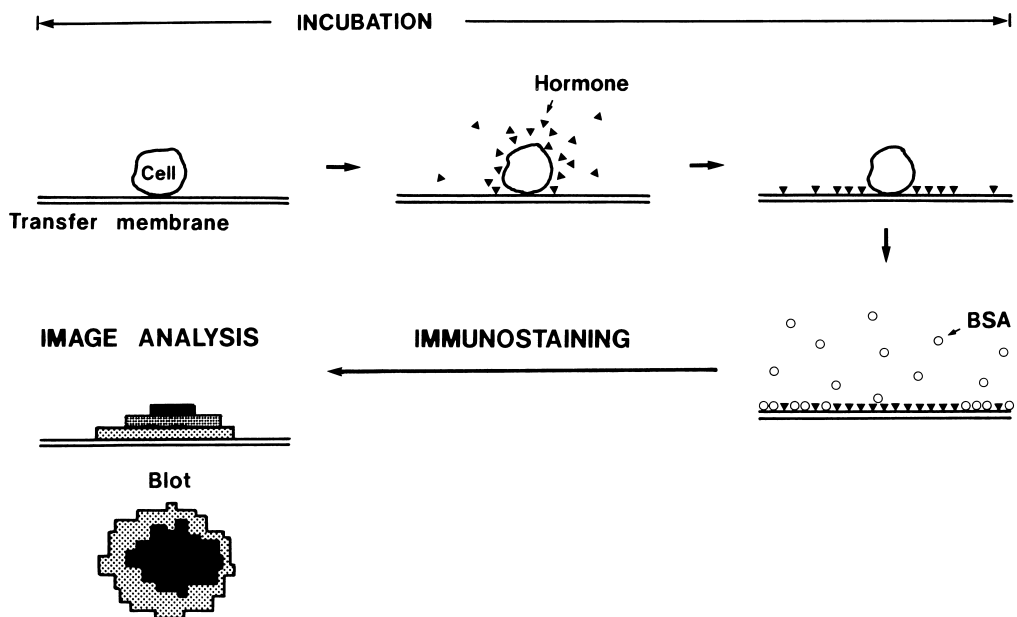 INCUBATION
Hormone
Cell
Transfer membrane
IMAGE ANALYSIS
IMMUNOSTAINING
BSA
Blot